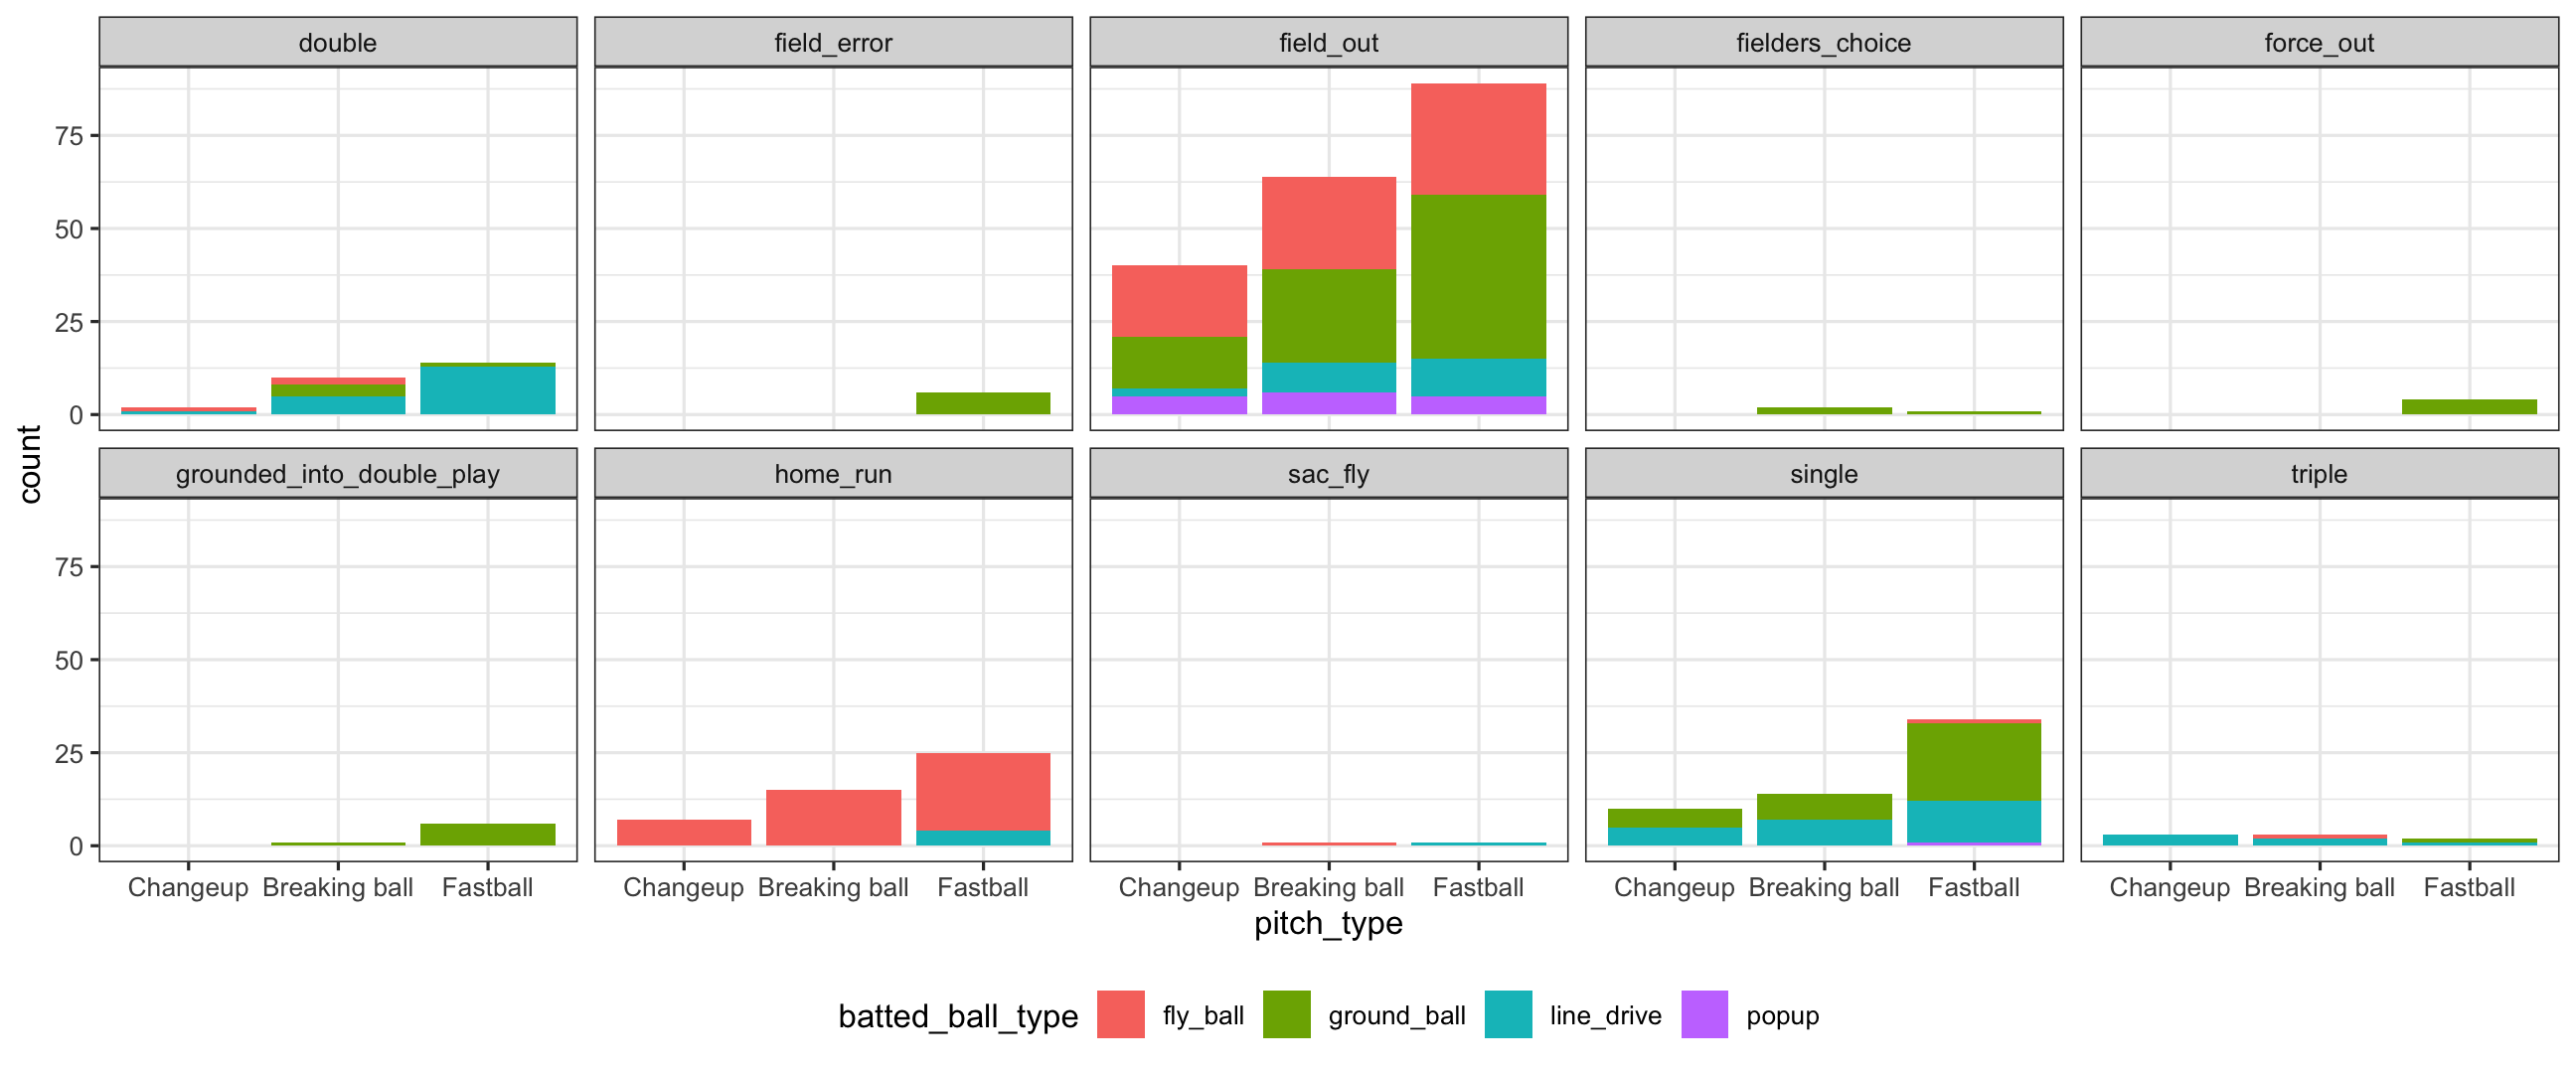 double field_error field_out fielders_choice force_out
75
50
25
0
grounded_into_double_play home_run sac_fly single triple
75
50
25
0
count
Changeup Breaking ball Fastball Changeup Breaking ball Fastball Changeup Breaking ball Fastball Changeup Breaking ball Fastball Changeup Breaking ball Fastball
pitch_type
batted_ball_type fly_ball ground_ball line_drive popup